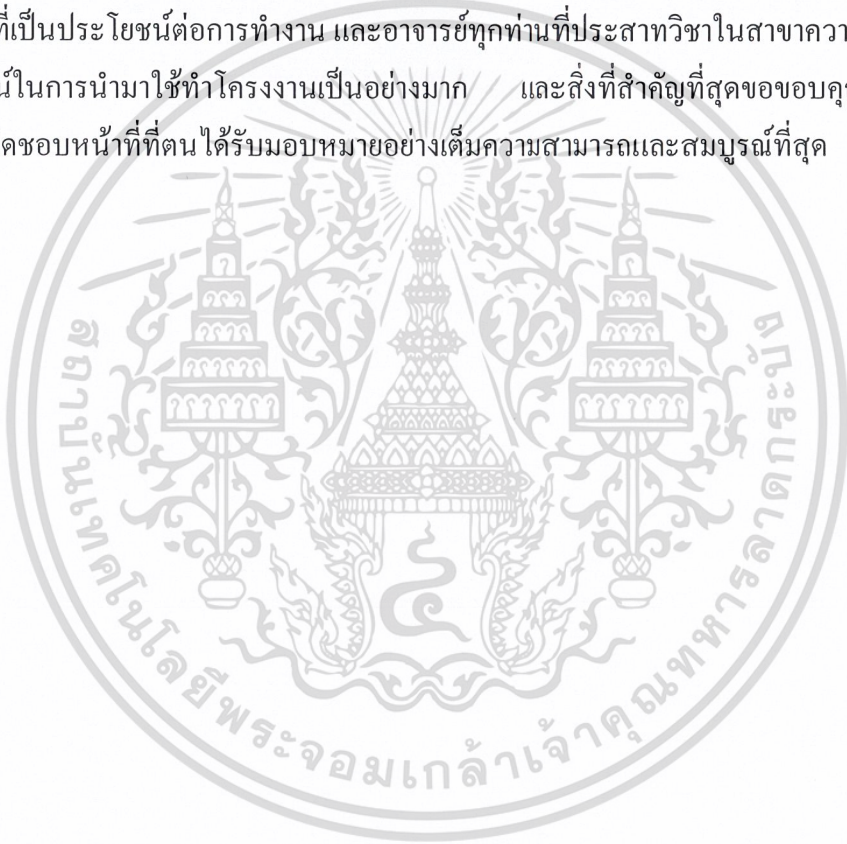 ที่เป็นประโยชน์ต่อการทำงาน และอาจารย์ทุกท่านที่ประสาทวิชาในสาขาควา
น์ในการนำมาใช้ทำโครงงานเป็นอย่างมาก และสิ่งที่สำคัญที่สุดขอขอบคุ
ดชอบหน้าที่ที่ตนได้รับมอบหมายอย่างเต็มความสามารถและสมบูรณ์ที่สุด
สถาบันเทคโนโลยีพระจอมเกล้าเจ้าคุณทหารลาดกระบัง